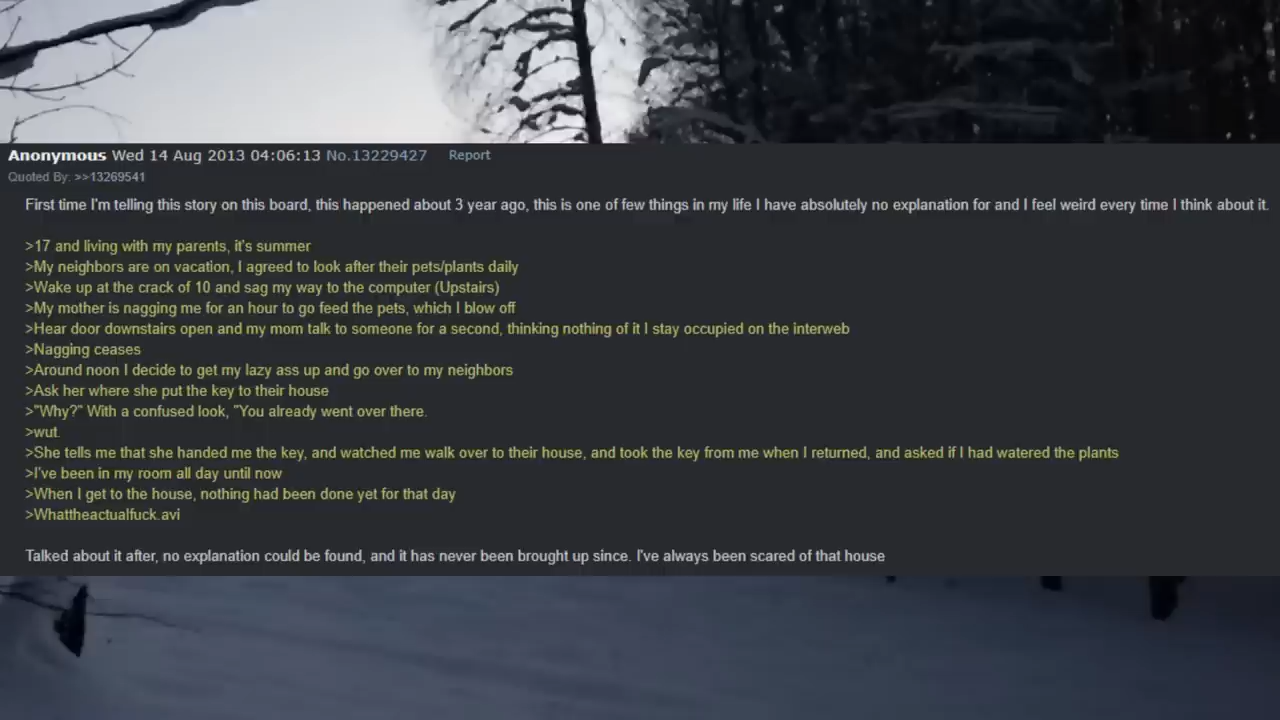 Anonymous Wed 14 Aug 2013 04:06:13 No.13229427 Report
Quoted By: >>13269541
First time I'm telling this story on this board, this happened about 3 year ago, this is one of few things in my life I have absolutely no explanation for and I feel weird every time I think about it.
>17 and living with my parents, it's summer
>My neighbors are on vacation, I agreed to look after their pets/plants daily
>Wake up at the crack of 10 and sag my way to the computer (Upstairs)
>My mother is nagging me for an hour to go feed the pets, which I blow off
>Hear door downstairs open and my mom talk to someone for a second, thinking nothing of it I stay occupied on the interweb
>Nagging ceases
>Around noon I decide to get my lazy ass up and go over to my neighbors
>Ask her where she put the key to their house
>"Why?" With a confused look, "You already went over there.
>wut.
>She tells me that she handed me the key, and watched me walk over to their house, and took the key from me when I returned, and asked if I had watered the plants
>I've been in my room all day until now
>When I get to the house, nothing had been done yet for that day
>Whattheactualfuck.avi
Talked about it after, no explanation could be found, and it has never been brought up since. I've always been scared of that house